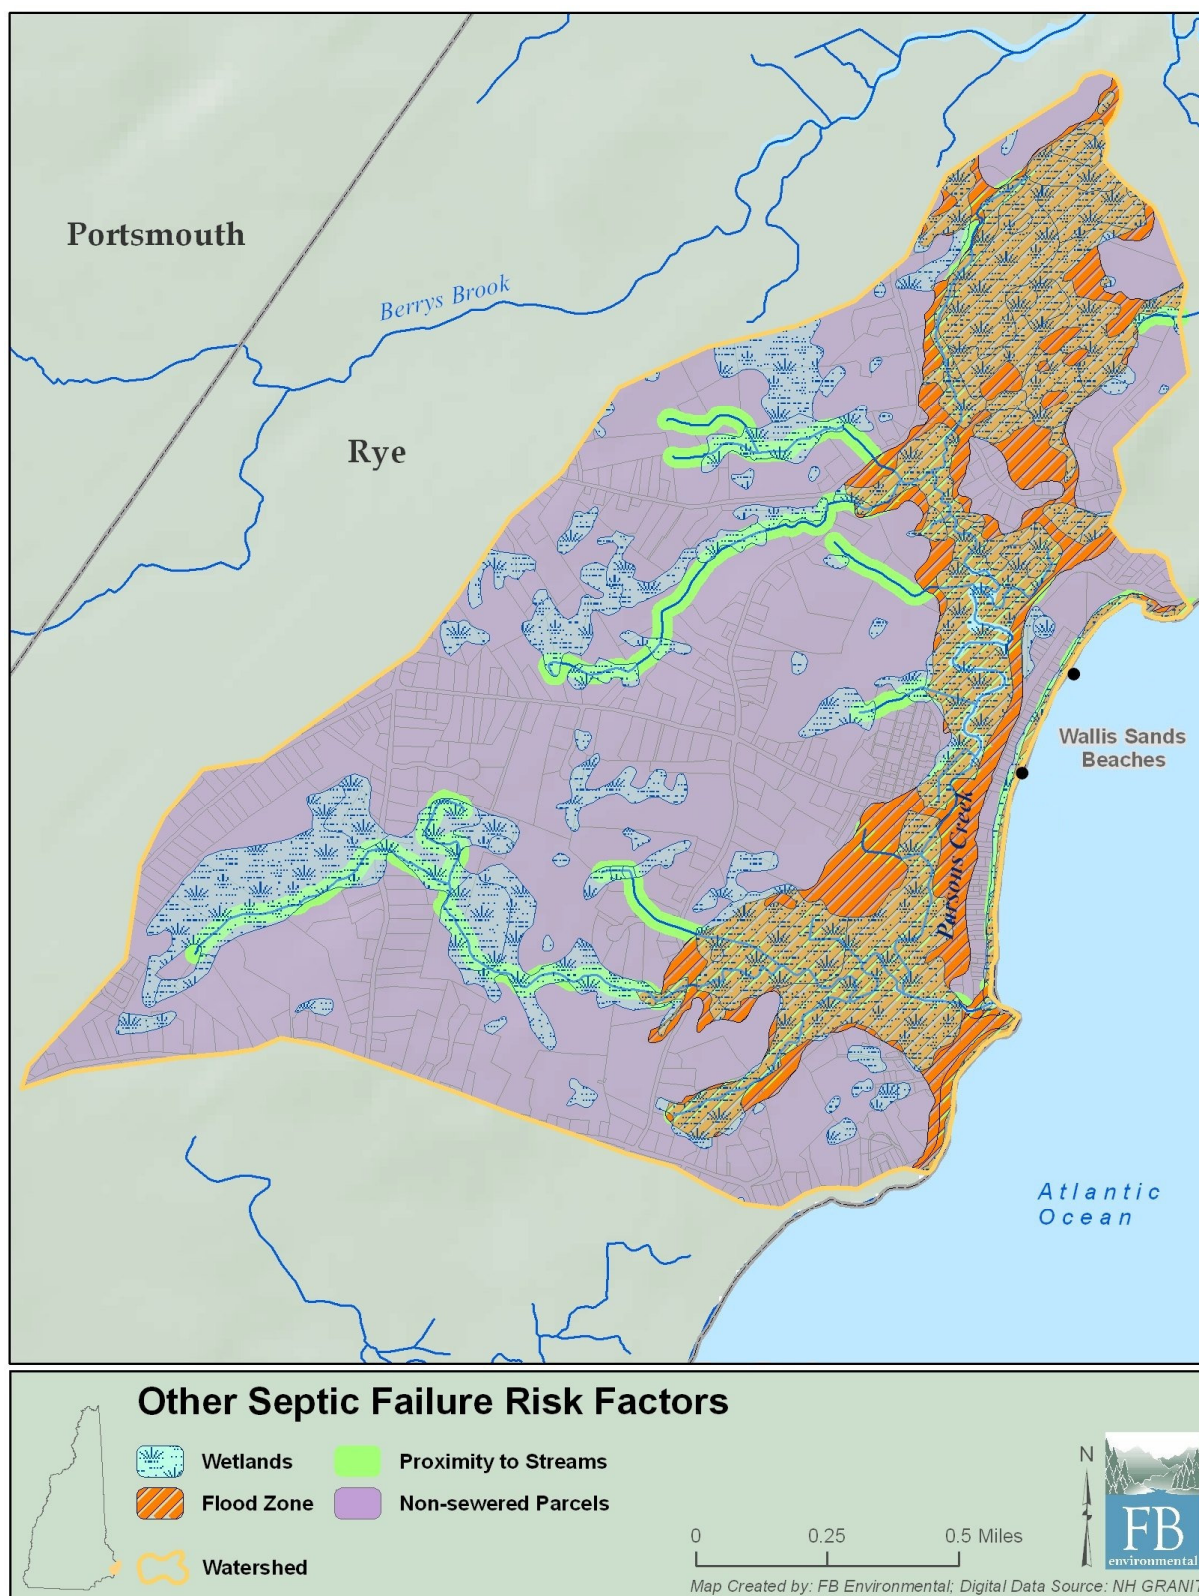 Portsmouth
Berrys Brook
Rye
Wallis Sands
Beaches
Parsons Creek
Atlantic
Ocean
Other Septic Failure Risk Factors
Wetlands
Proximity to Streams
Flood Zone
Non-sewered Parcels
Watershed
0 0.25 0.5 Miles
N
FB
environmental
Map Created by: FB Environmental; Digital Data Source: NH GRANIT